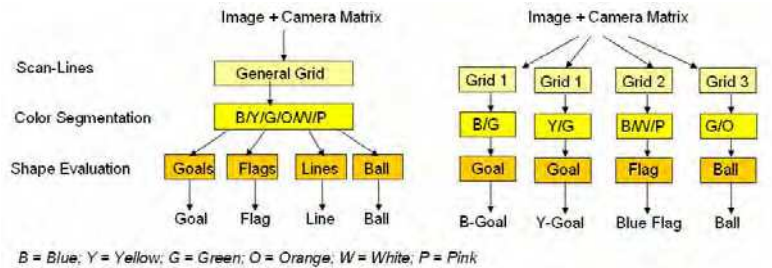 Image + Camera Matrix Image + Camera Matrix
Scan-Lines General Grid Grid 1 Grid 1 Grid 2 Grid 3
Color Segmentation B/Y/G/O/W/P B/G Y/G B/W/P G/O
Shape Evaluation Goals Flags Lines Ball Goal Goal Flag Ball
Goal Flag Line Ball B-Goal Y-Goal Blue Flag Ball
B = Blue; Y = Yellow; G = Green; O = Orange; W = White; P = Pink